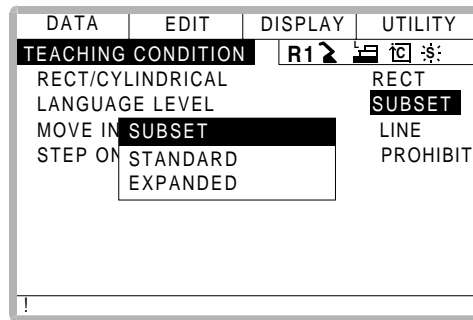 DATA EDIT DISPLAY UTILITY
TEACHING CONDITION R1 C S
RECT/CYLINDRICAL RECT
LANGUAGE LEVEL SUBSET
MOVE IN SUBSET LINE
STEP ON STANDARD PROHIBIT
EXPANDED
!